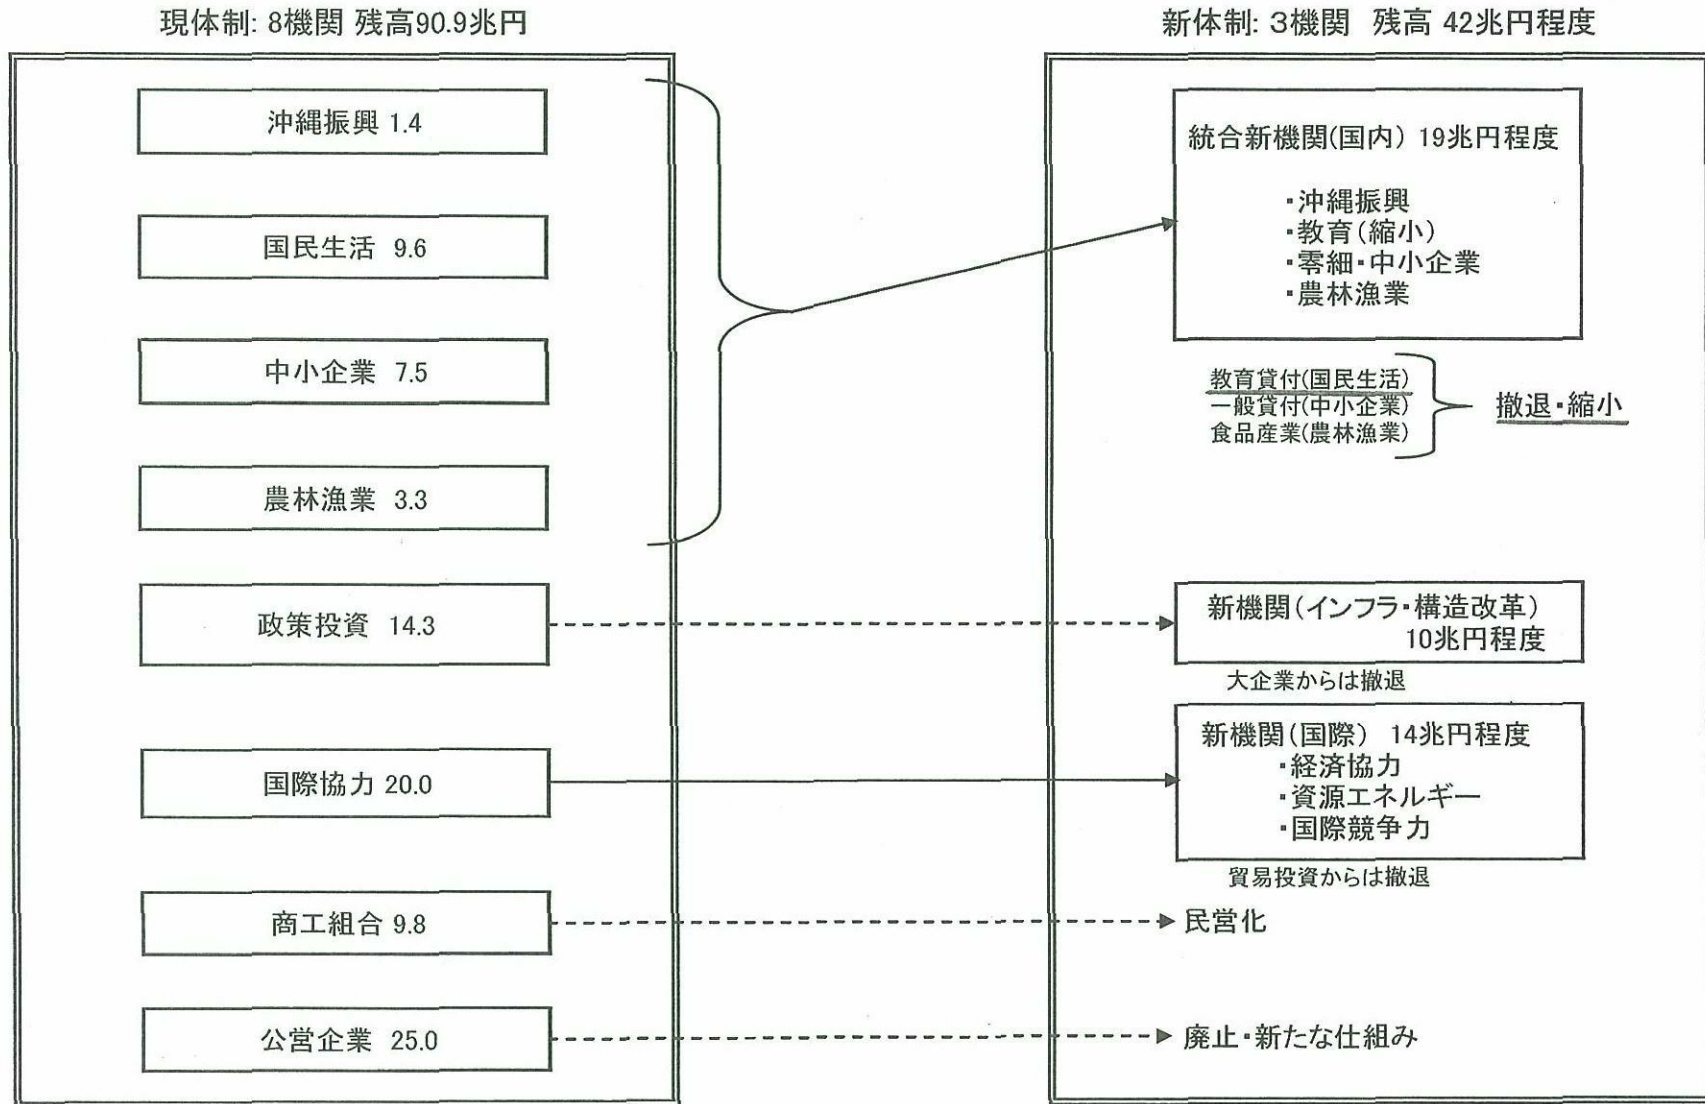 現体制: 8機関 残高90.9兆円
沖縄振興 1.4
国民生活 9.6
中小企業 7.5
農林漁業 3.3
政策投資 14.3
国際協力 20.0
商工組合 9.8
公営企業 25.0
新体制: 3機関 残高 42兆円程度
統合新機関(国内) 19兆円程度
・沖縄振興
・教育(縮小)
・零細・中小企業
・農林漁業
教育貸付(国民生活)
一般貸付(中小企業)
食品産業(農林漁業)
撤退・縮小
新機関(インフラ・構造改革)
10兆円程度
大企業からは撤退
新機関(国際) 14兆円程度
・経済協力
・資源エネルギー
・国際競争力
貿易投資からは撤退
民営化
廃止・新たな仕組み